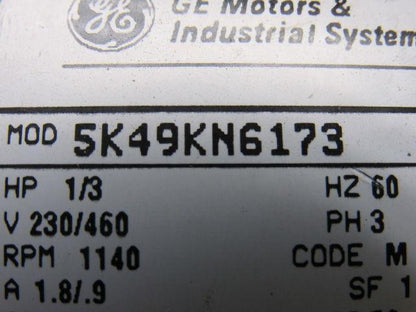 GE
GE Motors &
Industrial System
MOD 5K49KN6173
HP 1/3 HZ 60
V 230/460 PH 3
RPM 1140 CODE M
A 1.8/.9 SF 1